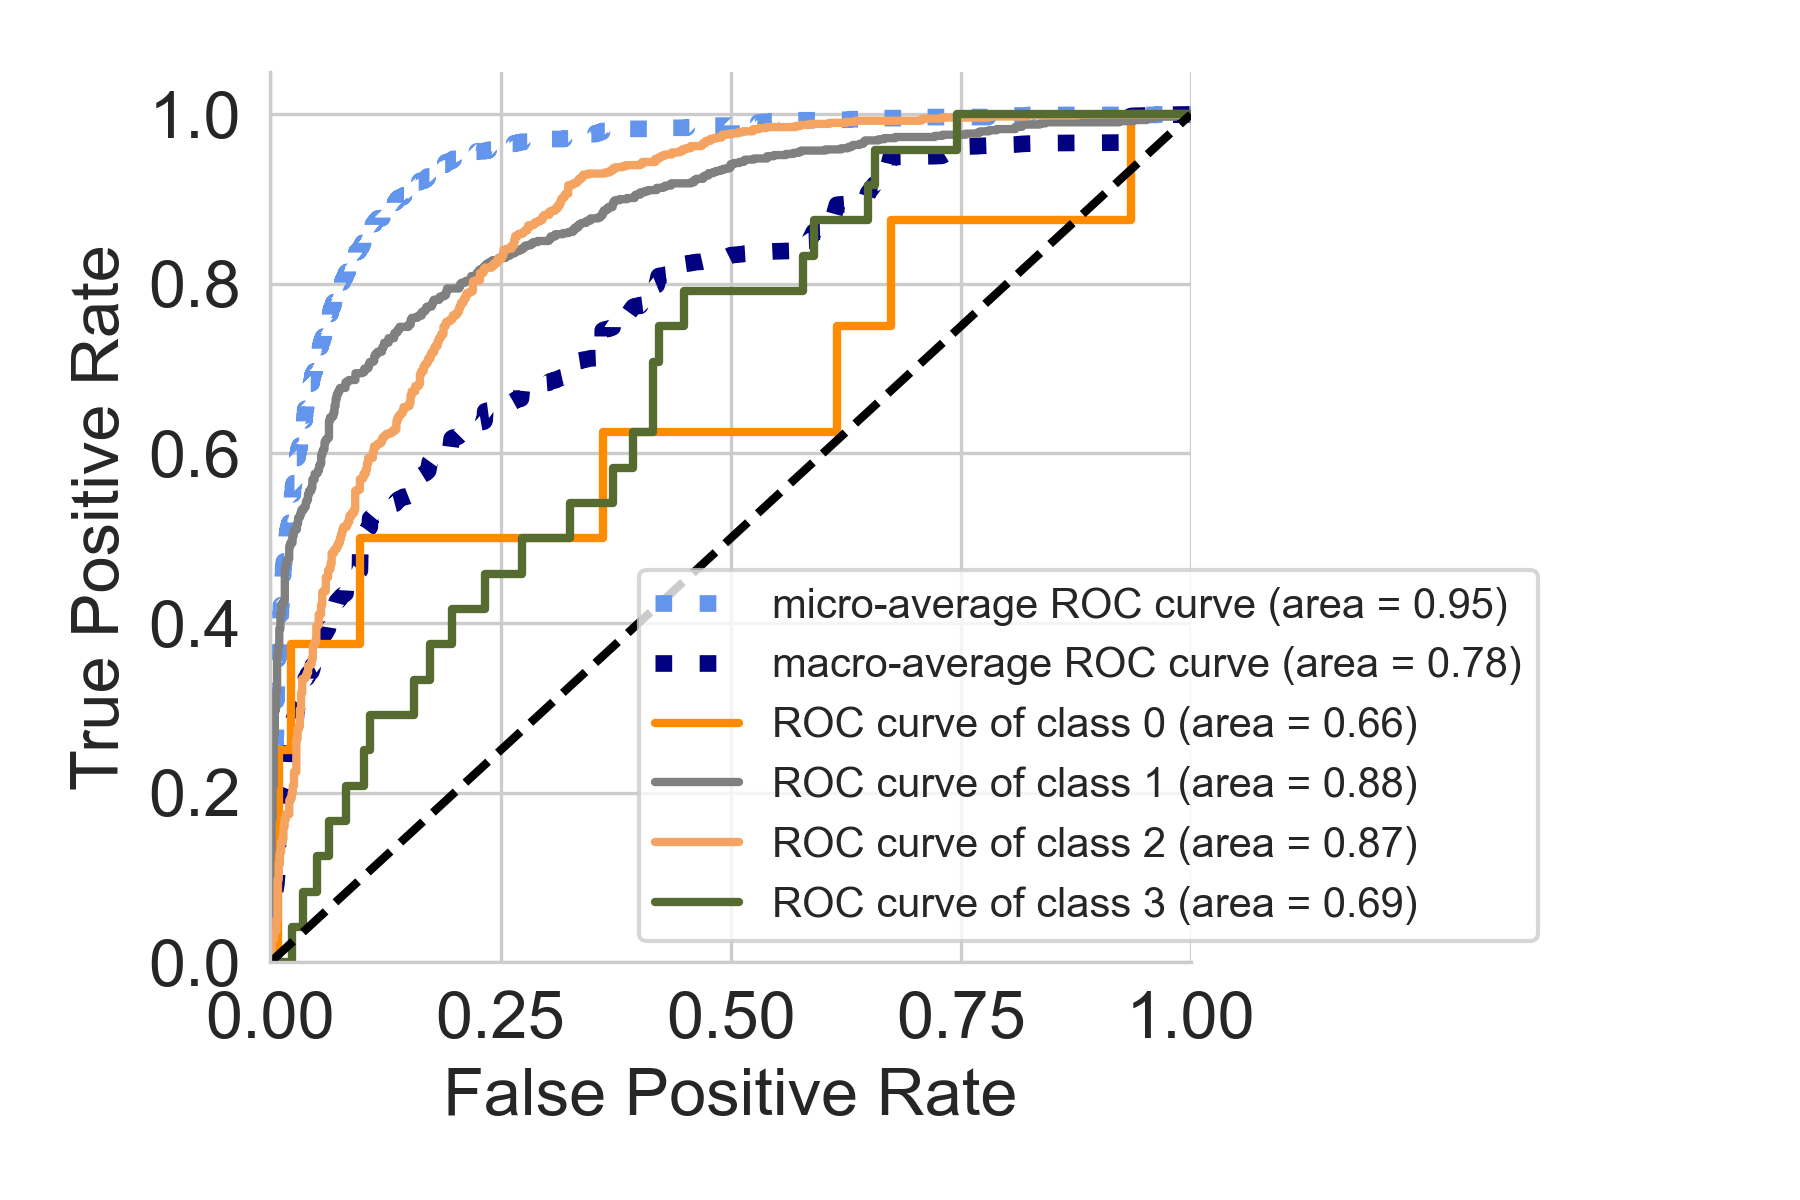 True Positive Rate
1.0
0.8
0.6
0.4
0.2
0.0
0.00 0.25 0.50 0.75 1.00
False Positive Rate
micro-average ROC curve (area = 0.95)
macro-average ROC curve (area = 0.78)
ROC curve of class 0 (area = 0.66)
ROC curve of class 1 (area = 0.88)
ROC curve of class 2 (area = 0.87)
ROC curve of class 3 (area = 0.69)